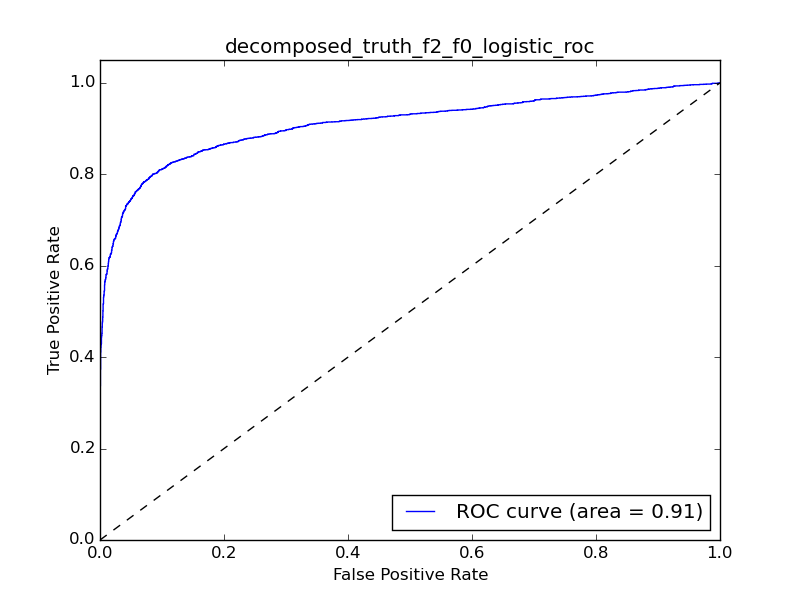 decomposed_truth_f2_f0_logistic_roc
True Positive Rate
1.0
0.8
0.6
0.4
0.2
0.0
0.0 0.2 0.4 0.6 0.8 1.0
False Positive Rate
ROC curve (area = 0.91)